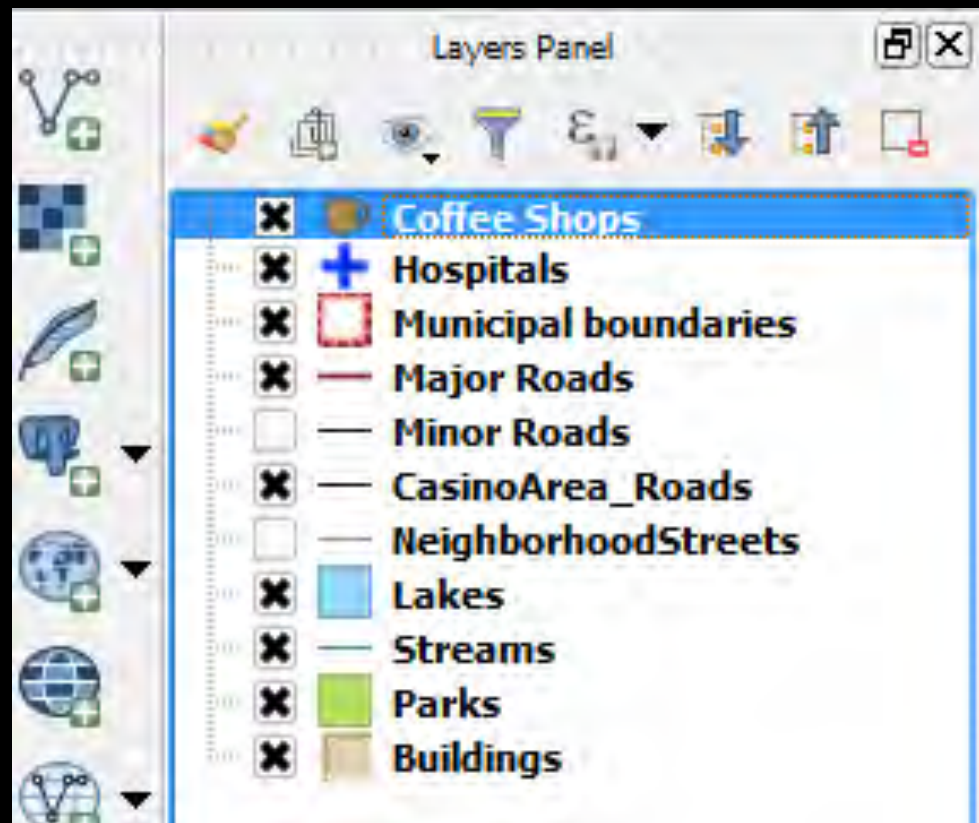 Layers Panel
Coffee Shops
Hospitals
Municipal boundaries
Major Roads
Minor Roads
CasinoArea_Roads
NeighborhoodStreets
Lakes
Streams
Parks
Buildings